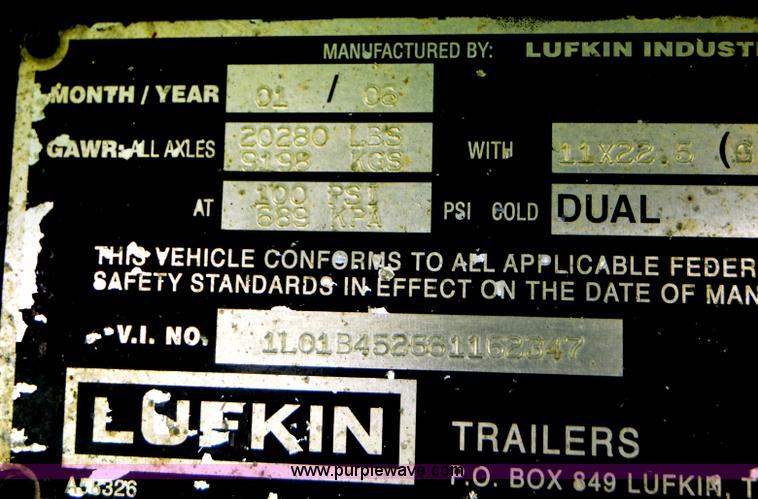 MANUFACTURED BY: LUFKIN INDUST
MONTH / YEAR 01 / 06
GAWR: ALL AXLES 20280 LBS
9198 KGS WITH 11X22.5 (G
AT 100 PSI
689 KPA PSI COLD DUAL
THIS VEHICLE CONFORMS TO ALL APPLICABLE FEDER
SAFETY STANDARDS IN EFFECT ON THE DATE OF MAN
V.I. NO. 1L01B452661162347
LUFKIN
TRAILERS
www.purplewave.com
A53326 P.O. BOX 849 LUFKIN, T